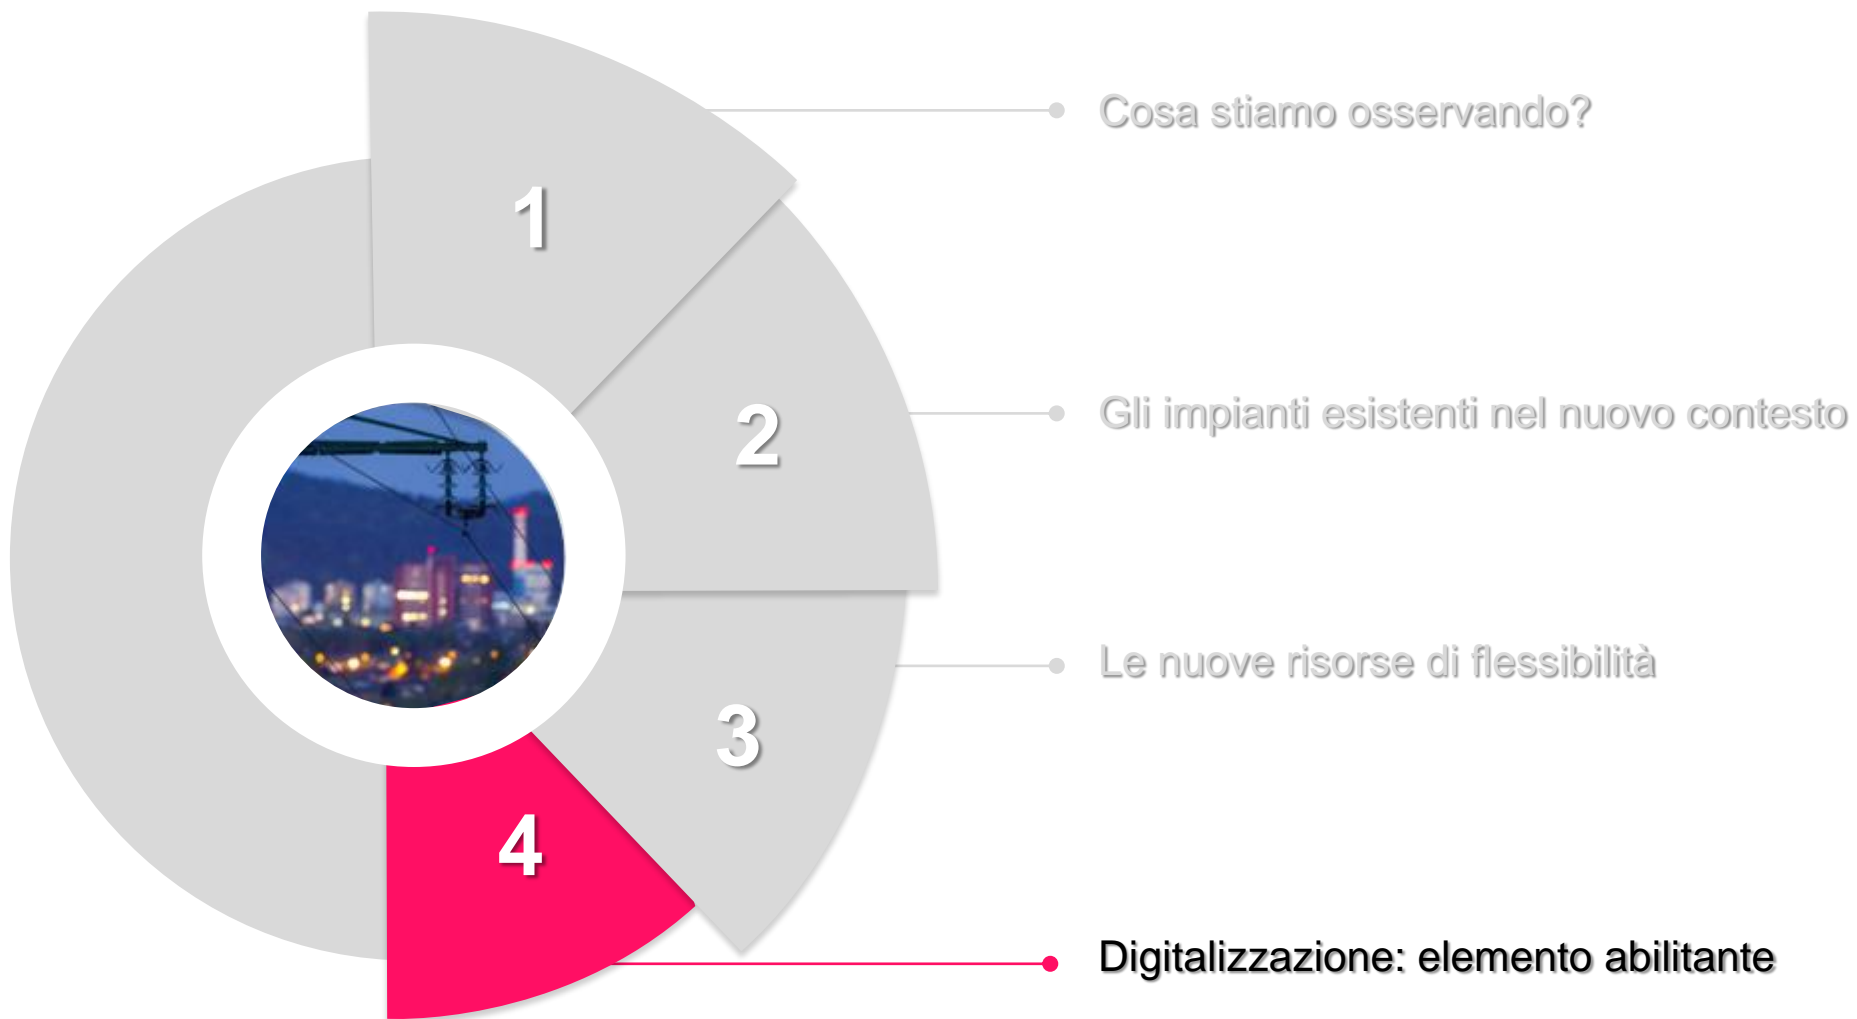 1
Cosa stiamo osservando?
2
Gli impianti esistenti nel nuovo contesto
3
Le nuove risorse di flessibilità
4
Digitalizzazione: elemento abilitante